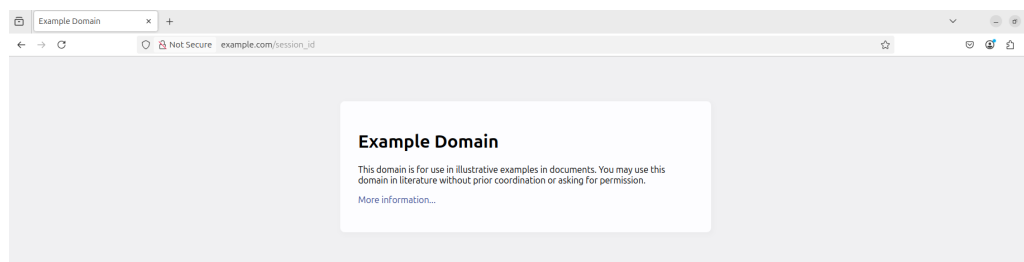 Example Domain
Not Secure example.com/session_id
Example Domain
This domain is for use in illustrative examples in documents. You may use this
domain in literature without prior coordination or asking for permission.
More information...